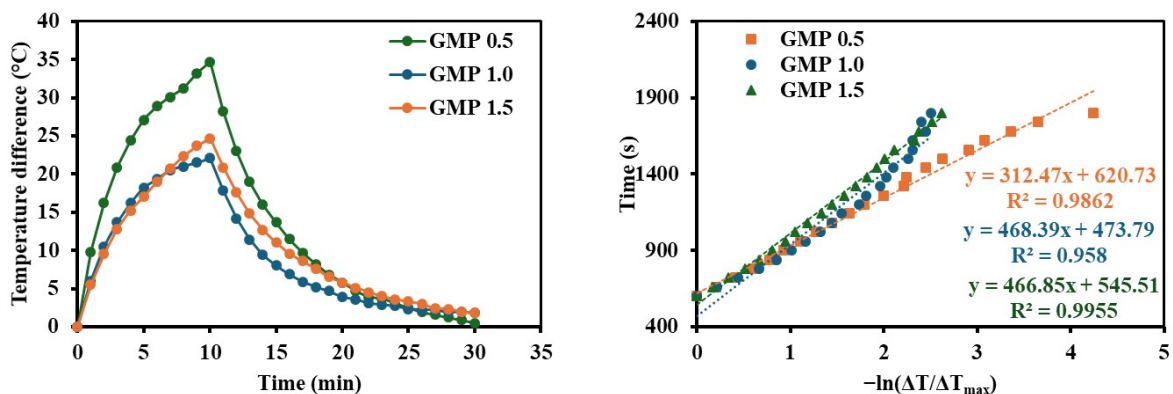 40
35
30
25
20
15
10
5
0
Temperature difference (°C)
GMP 0.5
GMP 1.0
GMP 1.5
0 5 10 15 20 25 30 35
Time (min)
2400
1900
1400
900
400
Time (s)
GMP 0.5
GMP 1.0
GMP 1.5
y = 312.47x + 620.73
R² = 0.9862
y = 468.39x + 473.79
R² = 0.958
y = 466.85x + 545.51
R² = 0.9955
0 1 2 3 4 5
−ln(ΔT/ΔTmax)